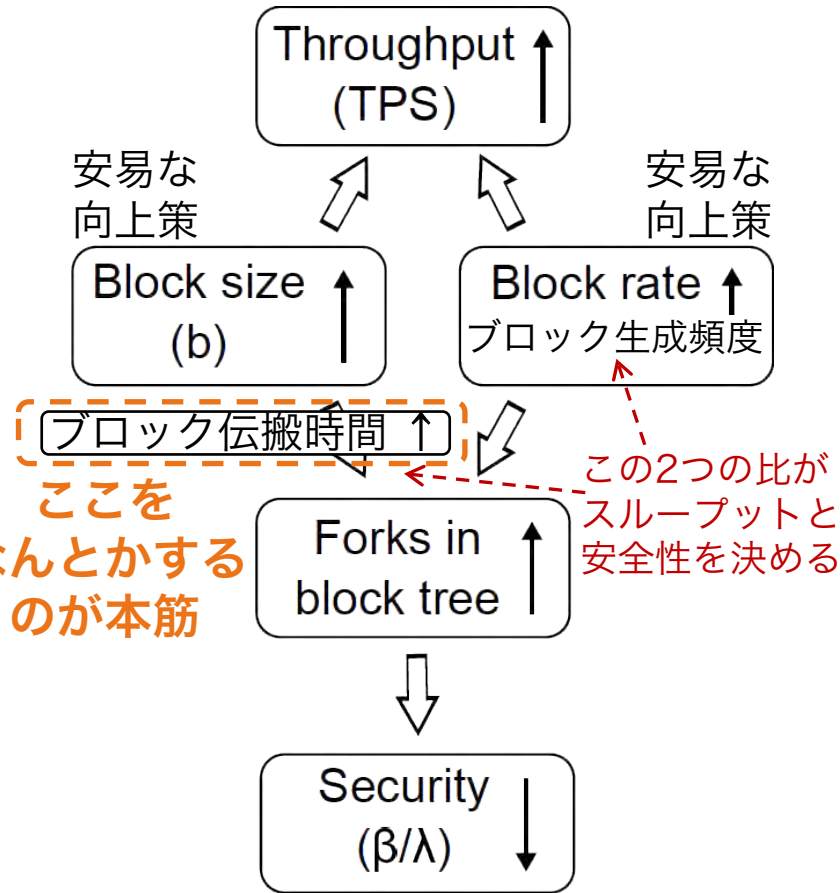 Throughput
(TPS)
安易な
向上策
安易な
向上策
Block size
(b)
Block rate
ブロック生成頻度
ブロック伝搬時間 ↑
ここを
なんとかする
のが本筋
この2つの比が
スループットと
安全性を決める
Forks in
block tree
Security
(β/λ)